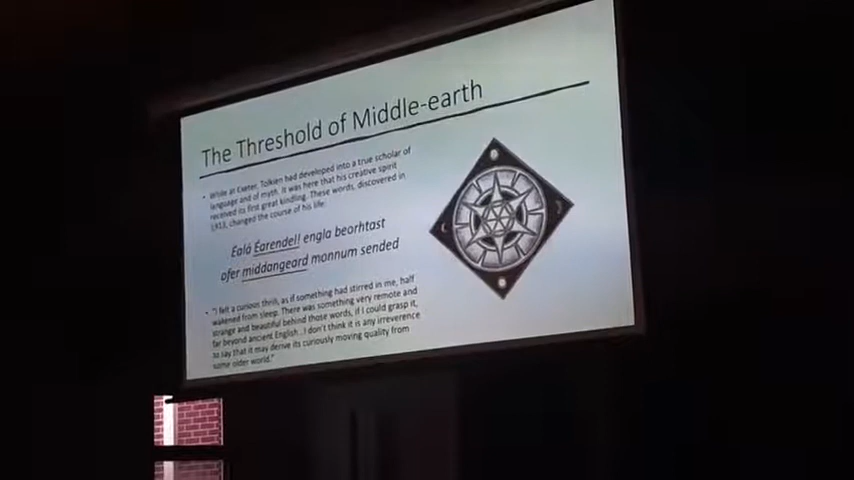 The Threshold of Middle-earth
• While at Exeter, Tolkien had developed into a true scholar of
language and of myth. It was here that his creative spirit
received its first great kindling. These words, discovered in
1913, changed the course of his life:
Ealá Éarendel! engla beorhtast
ofer middangeard monnum sended
• "I felt a curious thrill, as if something had stirred in me, half
wakened from sleep. There was something very remote and
strange and beautiful behind those words, if I could grasp it,
far beyond ancient English...I don't think it is any irreverence
to say that it may derive its curiously moving quality from
some older world."